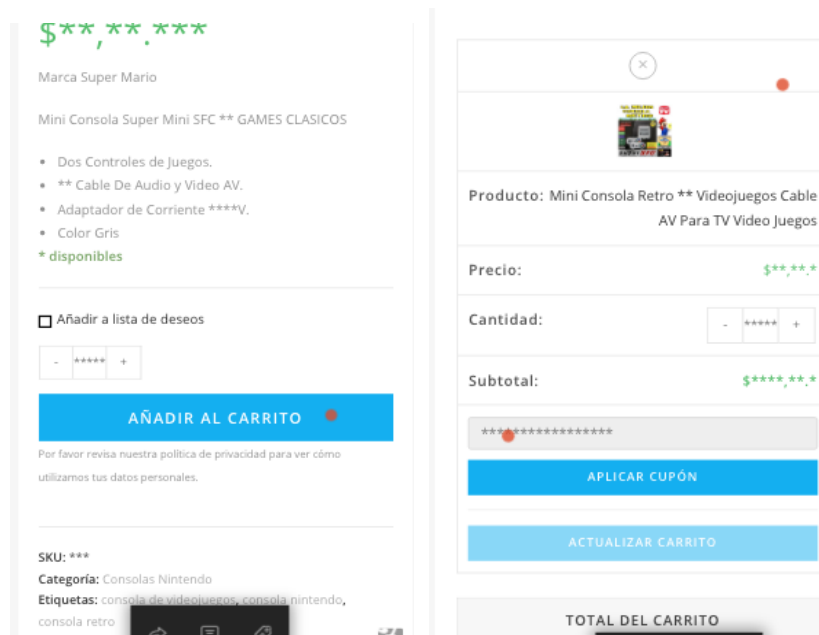 $**,**.***
Marca Super Mario
Mini Consola Super Mini SFC ** GAMES CLASICOS
Dos Controles de Juegos.
** Cable De Audio y Video AV.
Adaptador de Corriente ****V.
Color Gris
* disponibles
Añadir a lista de deseos
- ***** +
AÑADIR AL CARRITO
Por favor revisa nuestra política de privacidad para ver cómo
utilizamos tus datos personales.
SKU: ***
Categoría: Consolas Nintendo
Etiquetas: consola de videojuegos, consola nintendo,
consola retro
Producto: Mini Consola Retro ** Videojuegos Cable
AV Para TV Video Juegos
Precio: $**,**.*
Cantidad: - ***** +
Subtotal: $****,**.*
*****************
APLICAR CUPÓN
ACTUALIZAR CARRITO
TOTAL DEL CARRITO